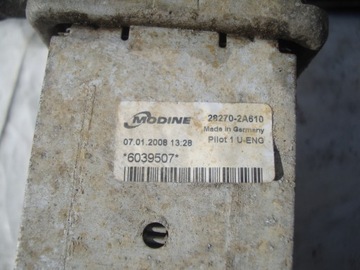 MODINE
28270-2A610
Made in Germany
07.01.2008 13:28
Pilot 1 U-ENG
*6039507*